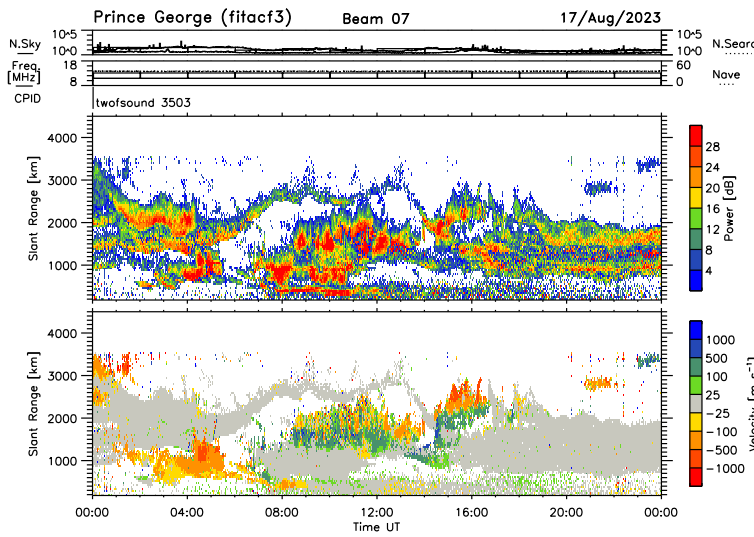 Prince George (fitacf3) Beam 07 17/Aug/2023
N.Sky 10^5 10^0 10^5 10^0 N.Searc
Freq. [MHz] 18 8 60 0 Nave
CPID twofsound 3503
Slant Range [km] 4000 3000 2000 1000
Power [dB] 28 24 20 16 12 8 4
Slant Range [km] 4000 3000 2000 1000
Velocity [m s^-1] 1000 500 100 25 -25 -100 -500 -1000
00:00 04:00 08:00 12:00 16:00 20:00 00:00
Time UT